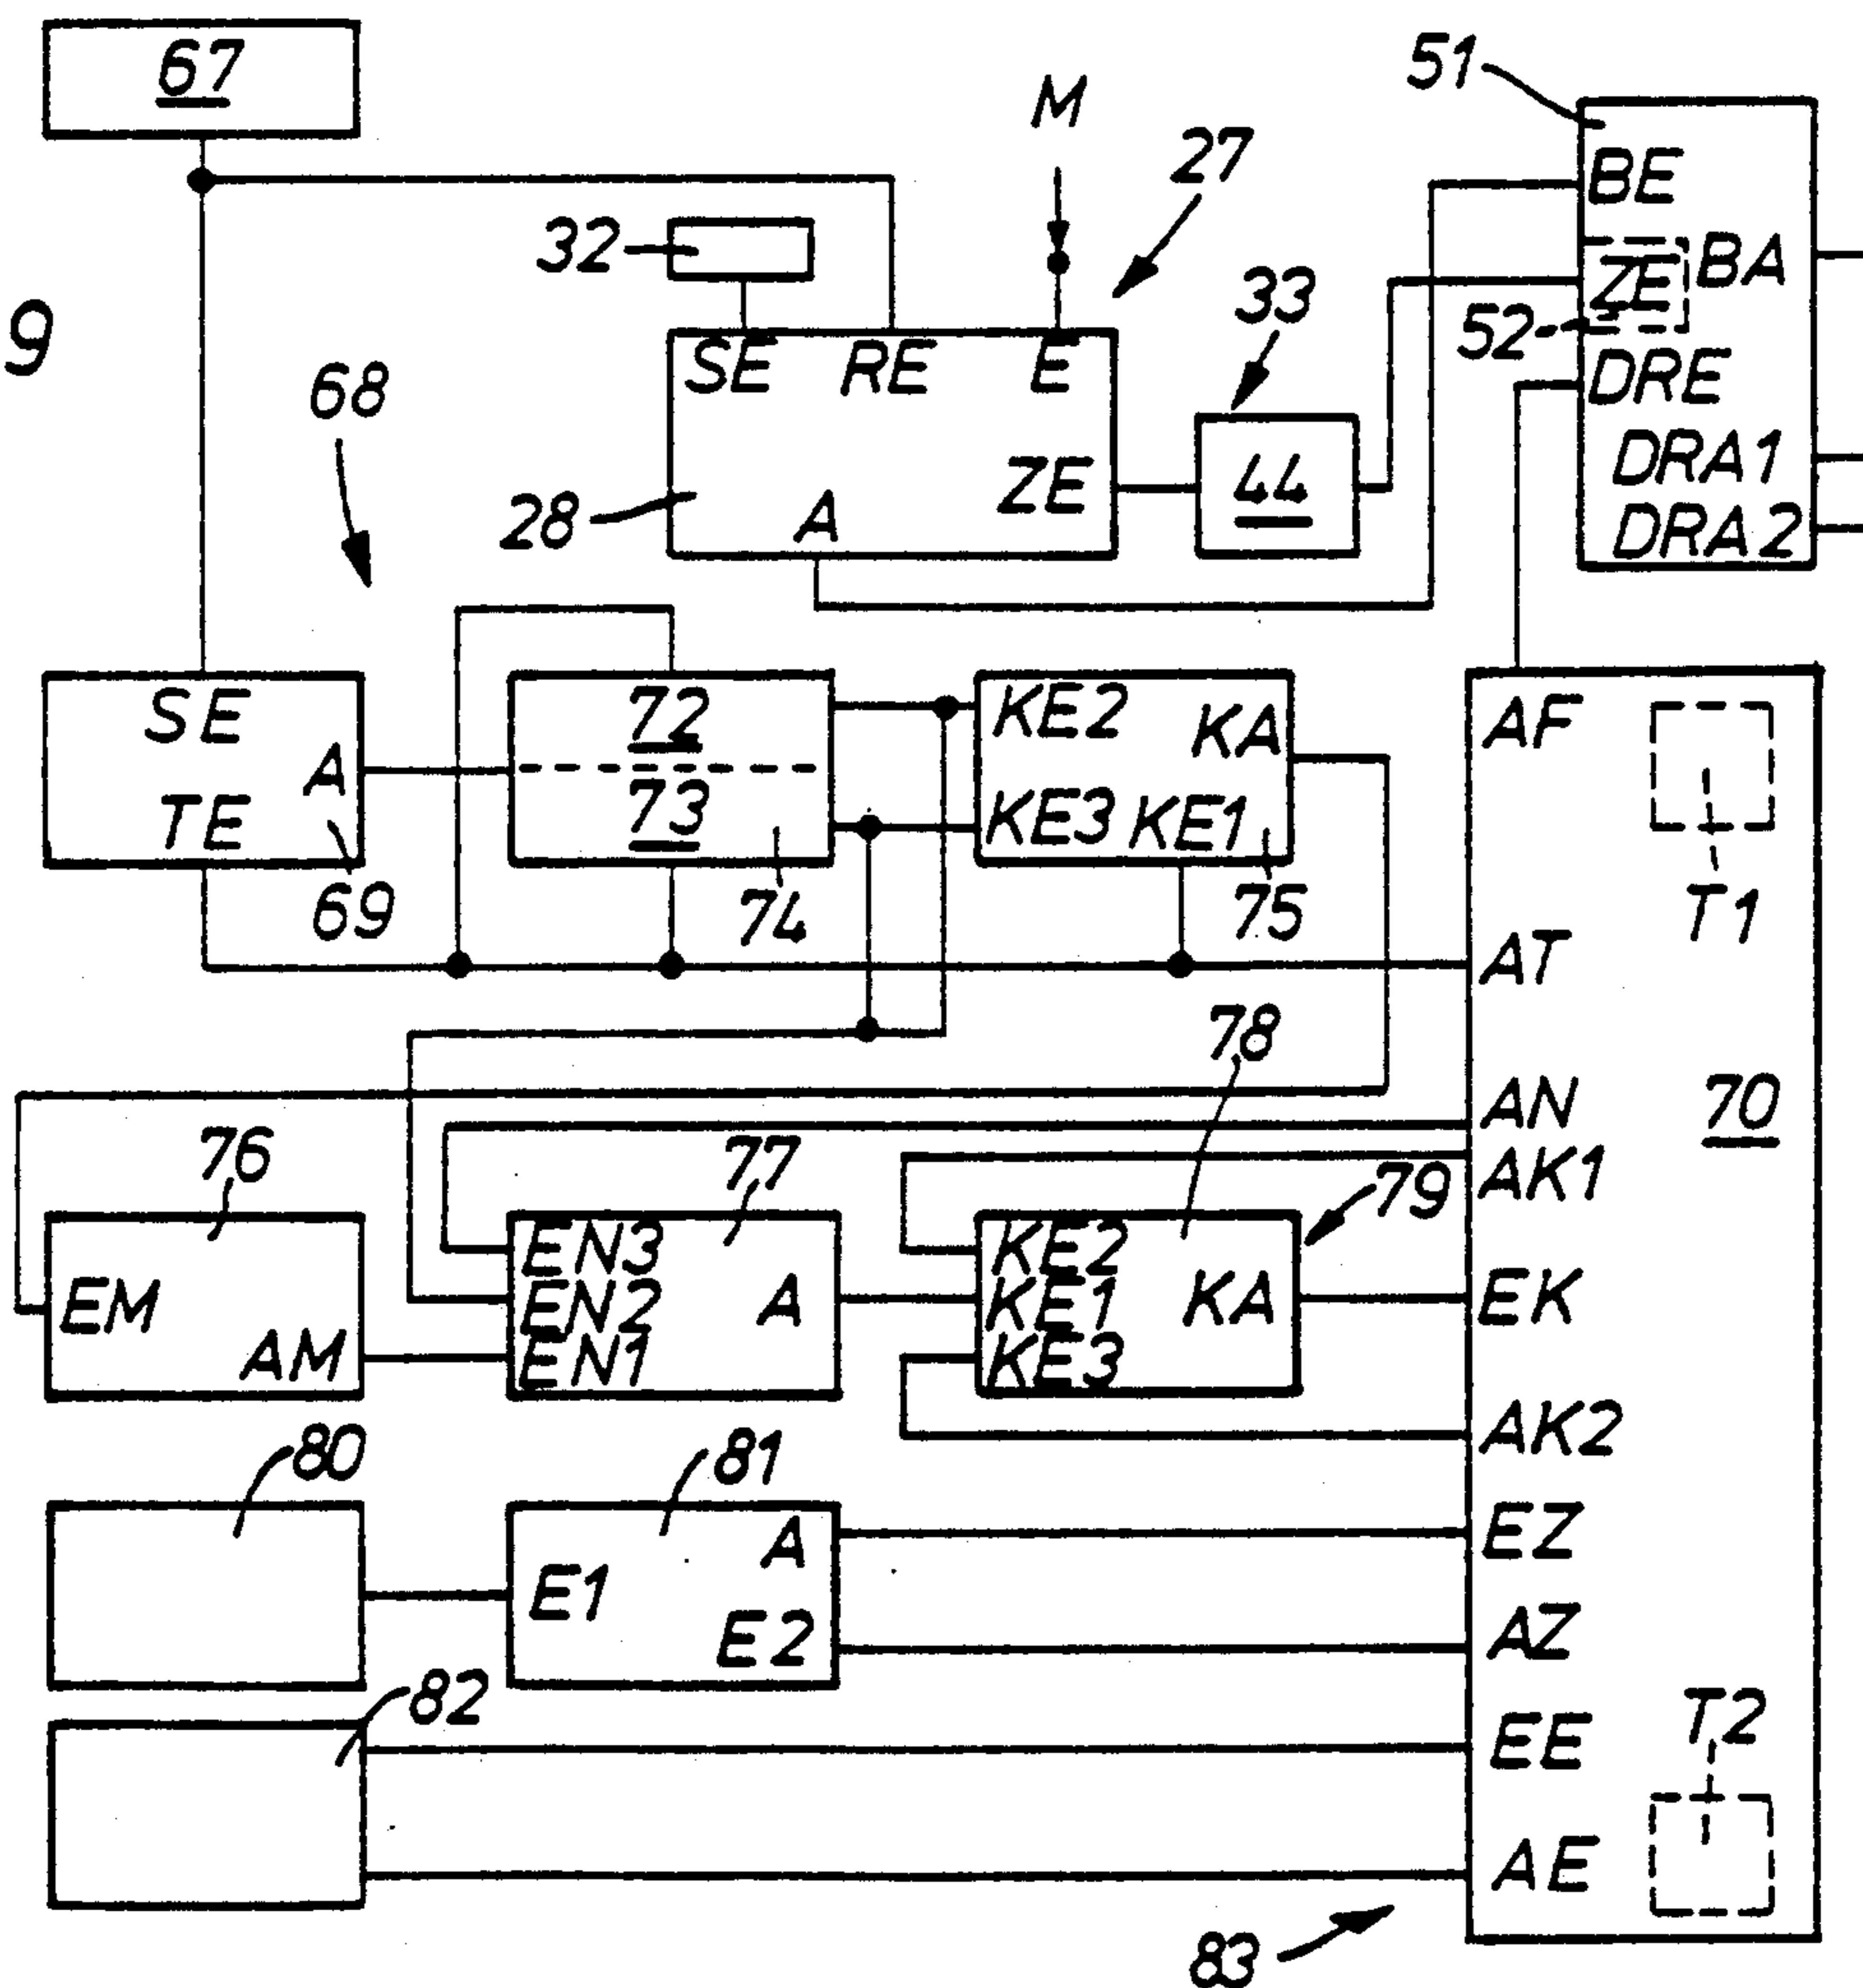 67
51
M
27
BE
32
BA
ZE
33
9
52
SE RE E
DRE
68
DRA1
ZE
44
28
A
DRA2
SE
72
KE2
KA
AF
A
TE
73
KE3 KE1
69
74
75
T1
AT
78
AN
70
76
77
AK1
79
EN3
KE2
EM
EN2
A
KE1
KA
EK
AM
EN1
KE3
AK2
80
81
A
EZ
E1
E2
AZ
82
T2
EE
AE
83